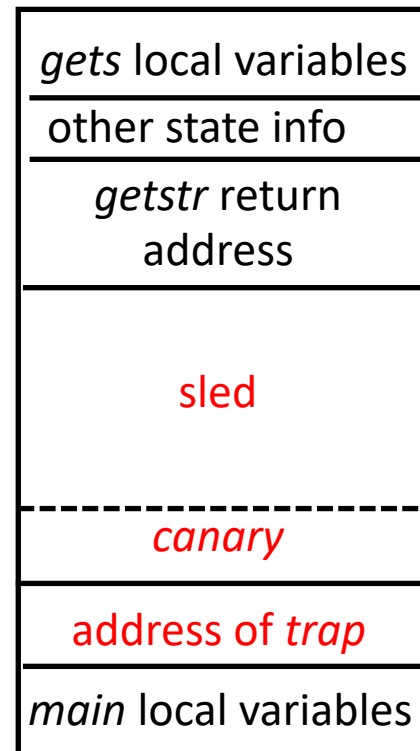 gets local variables
other state info
getstr return
address
sled
canary
address of trap
main local variables